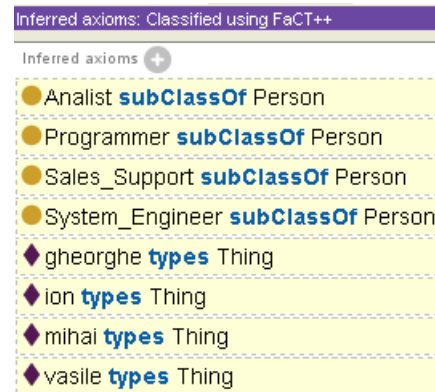 Inferred axioms: Classified using FaCT++
Inferred axioms
Analist subClassOf Person
Programmer subClassOf Person
Sales_Support subClassOf Person
System_Engineer subClassOf Person
gheorghe types Thing
ion types Thing
mihai types Thing
vasile types Thing